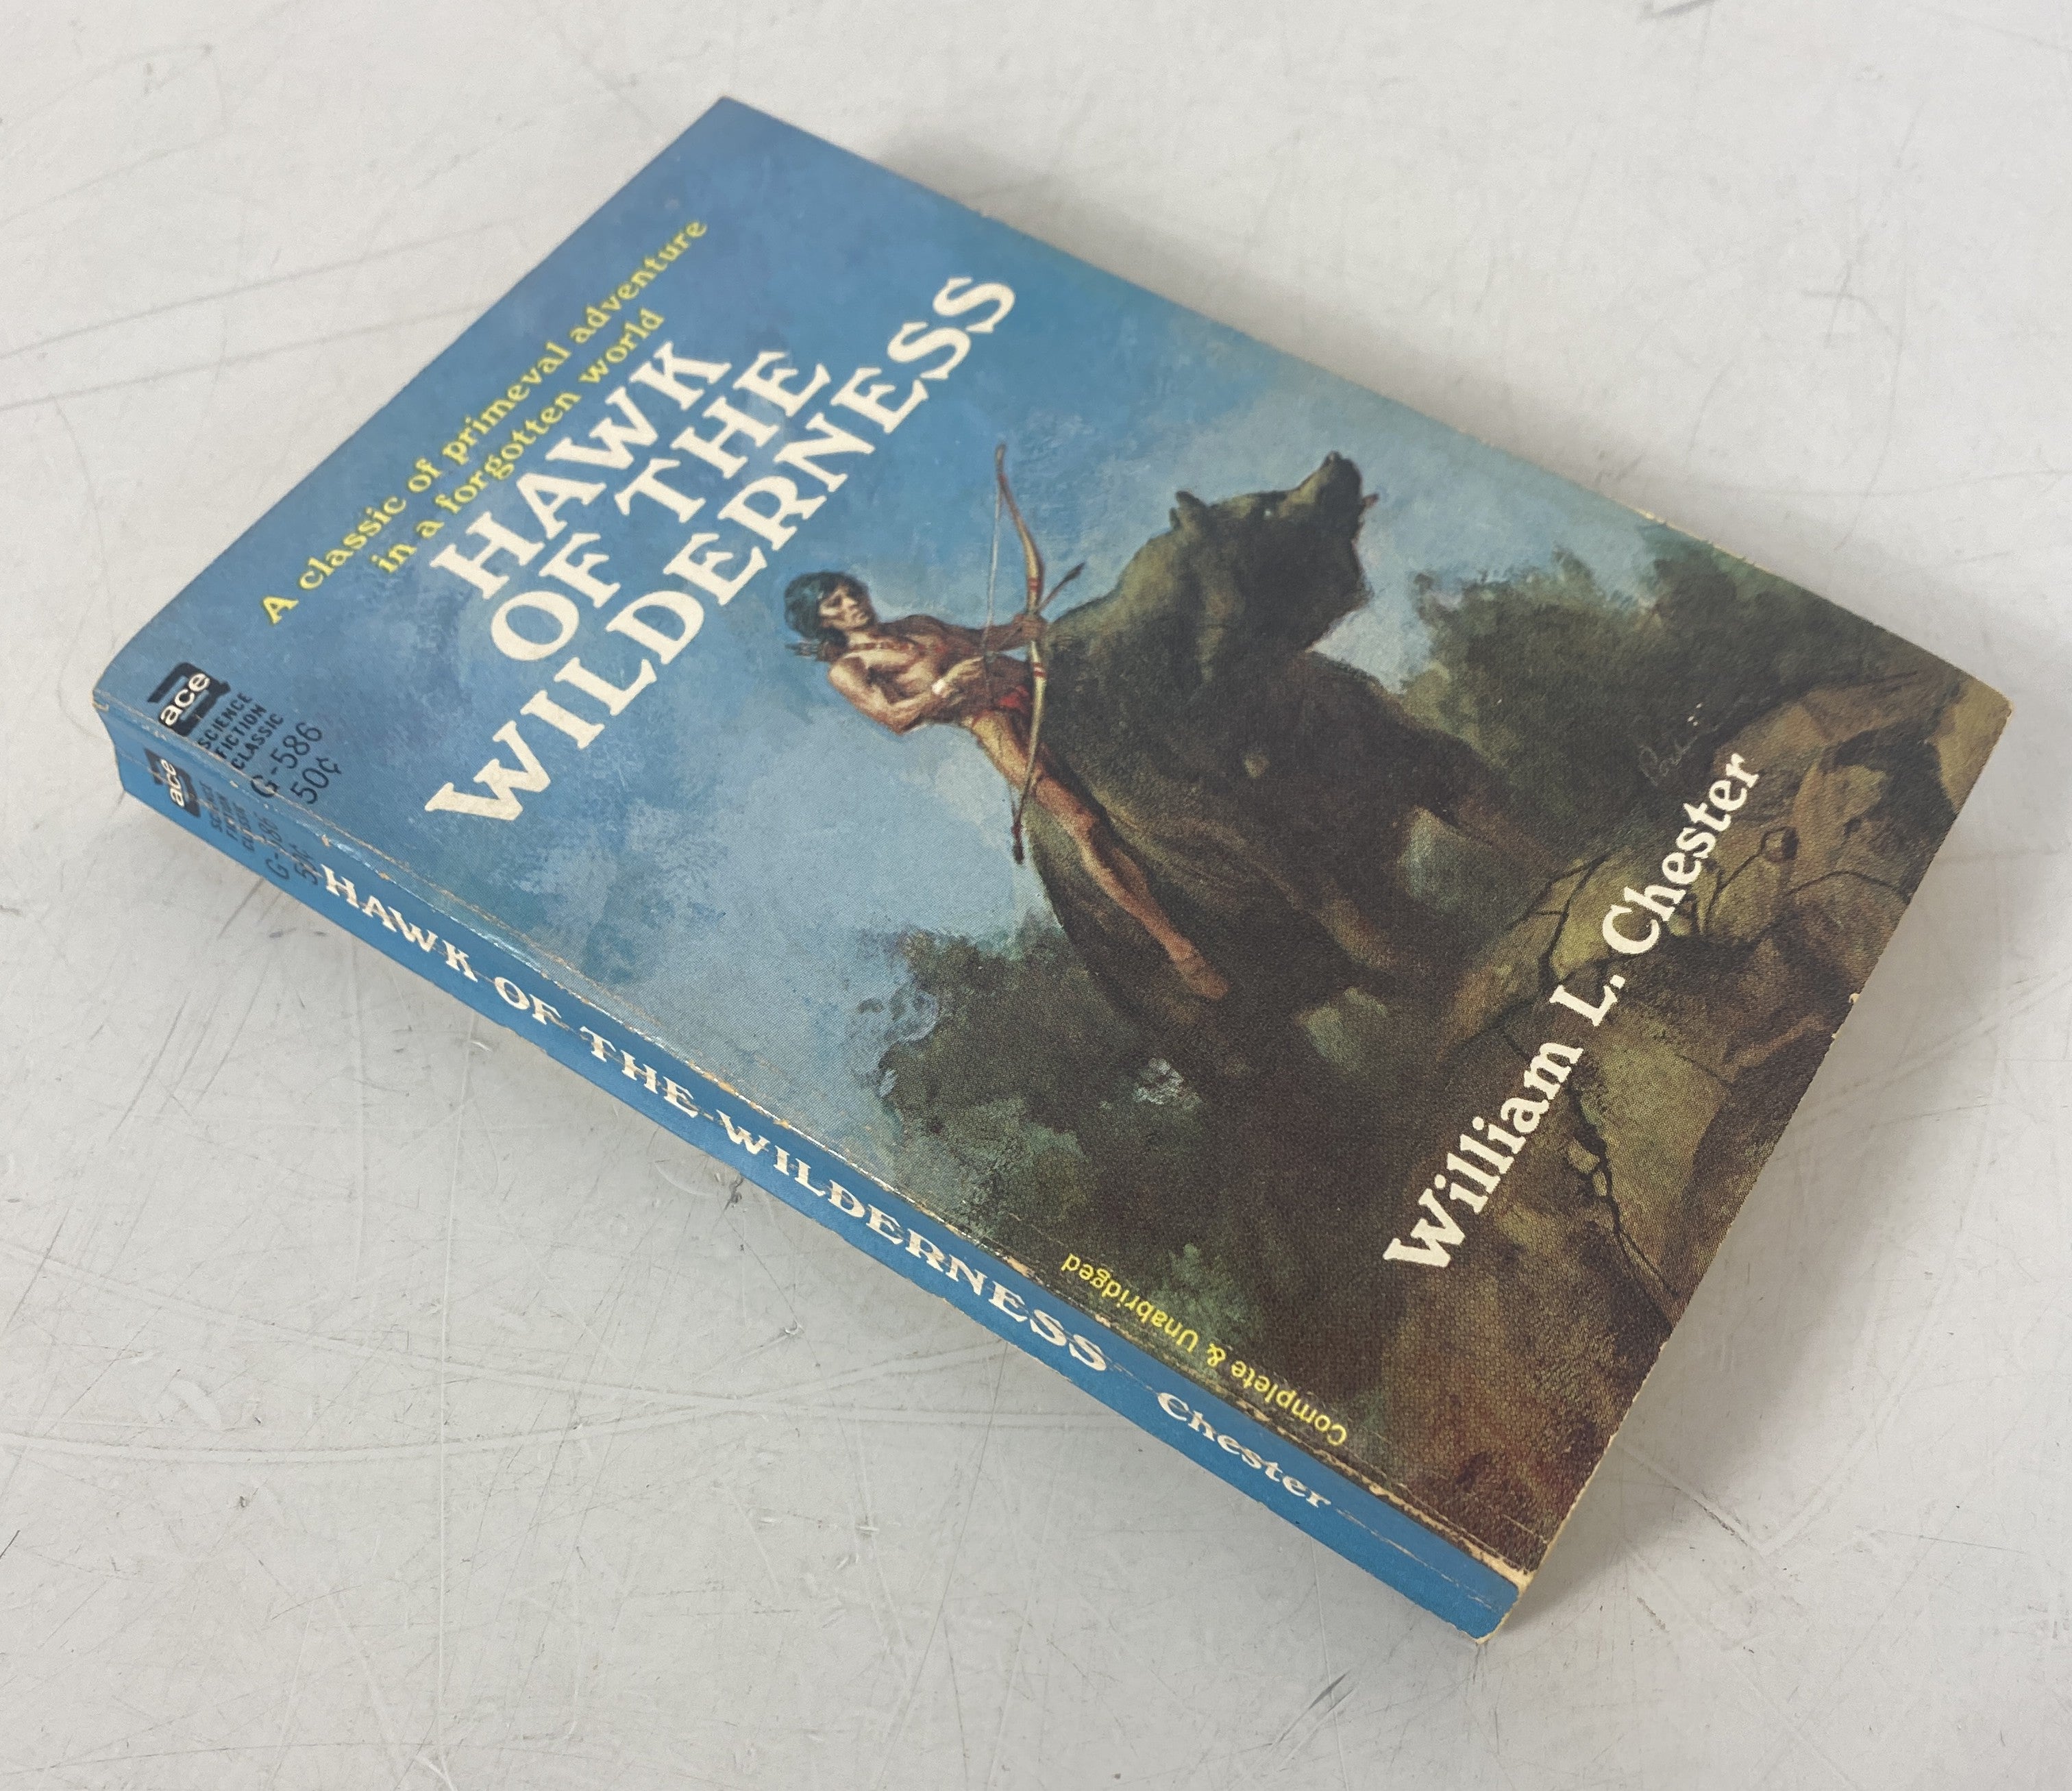 A classic of primeval adventure
in a forgotten world
HAWK
OF THE
WILDERNESS
ace
SCIENCE
FICTION
CLASSIC
G-586
50¢
William L. Chester
Complete & Unabridged
ace
HAWK OF THE WILDERNESS Chester